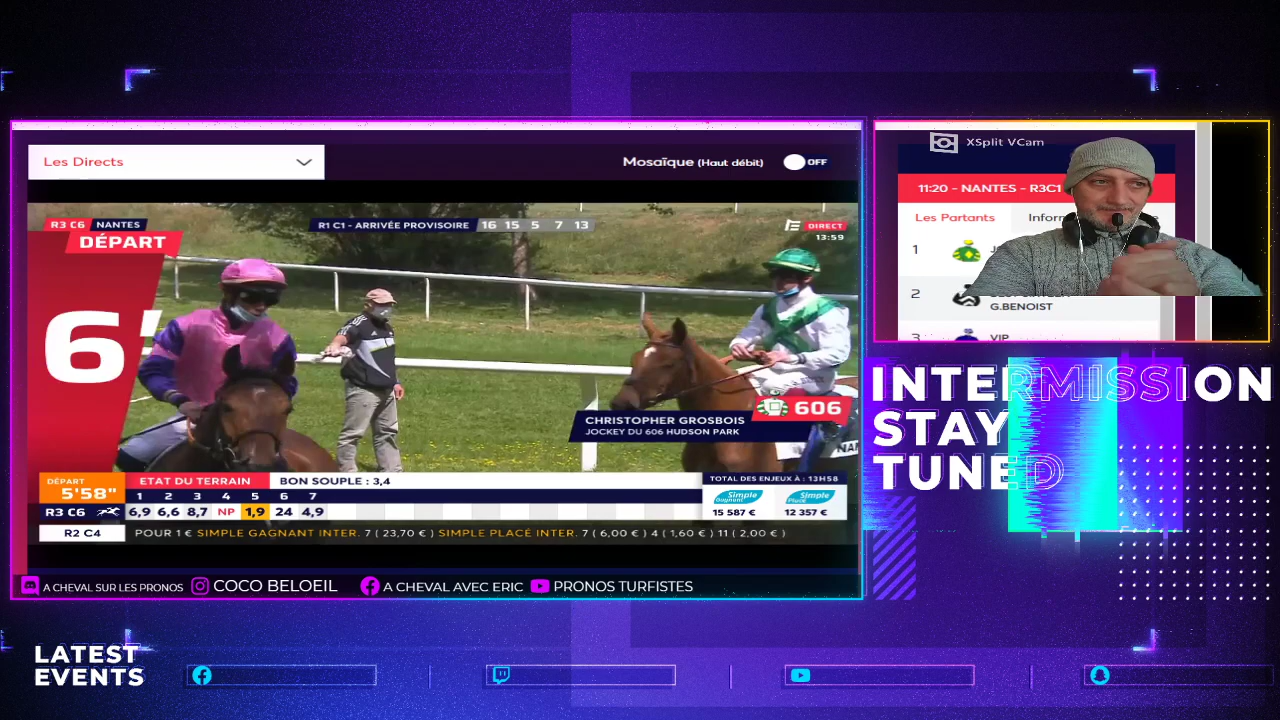 Les Directs
Mosaïque (Haut débit)
OFF
R3 C6 NANTES
DÉPART
R1 C1 - ARRIVÉE PROVISOIRE 16 15 5 7 13
DIRECT
13:59
6'
606
CHRISTOPHER GROSBOIS
JOCKEY DU 606 HUDSON PARK
DÉPART
5'58"
ETAT DU TERRAIN
BON SOUPLE : 3,4
TOTAL DES ENJEUX À : 13H58
1 2 3 4 5 6 7
Simple Gagnant
Simple Placé
R3 C6
6,9 6,6 8,7 NP 1,9 24 4,9
15 587 € 12 357 €
R2 C4
POUR 1 € SIMPLE GAGNANT INTER. 7 ( 23,70 € ) SIMPLE PLACÉ INTER. 7 ( 6,00 € ) 4 ( 1,60 € ) 11 ( 2,00 € )
A CHEVAL SUR LES PRONOS
COCO BELOEIL
A CHEVAL AVEC ERIC
PRONOS TURFISTES
XSplit VCam
11:20 - NANTES - R3C1
Les Partants
Infor
1
2
G.BENOIST
3
VIP
INTERMISSION
STAY
TUNED
LATEST
EVENTS